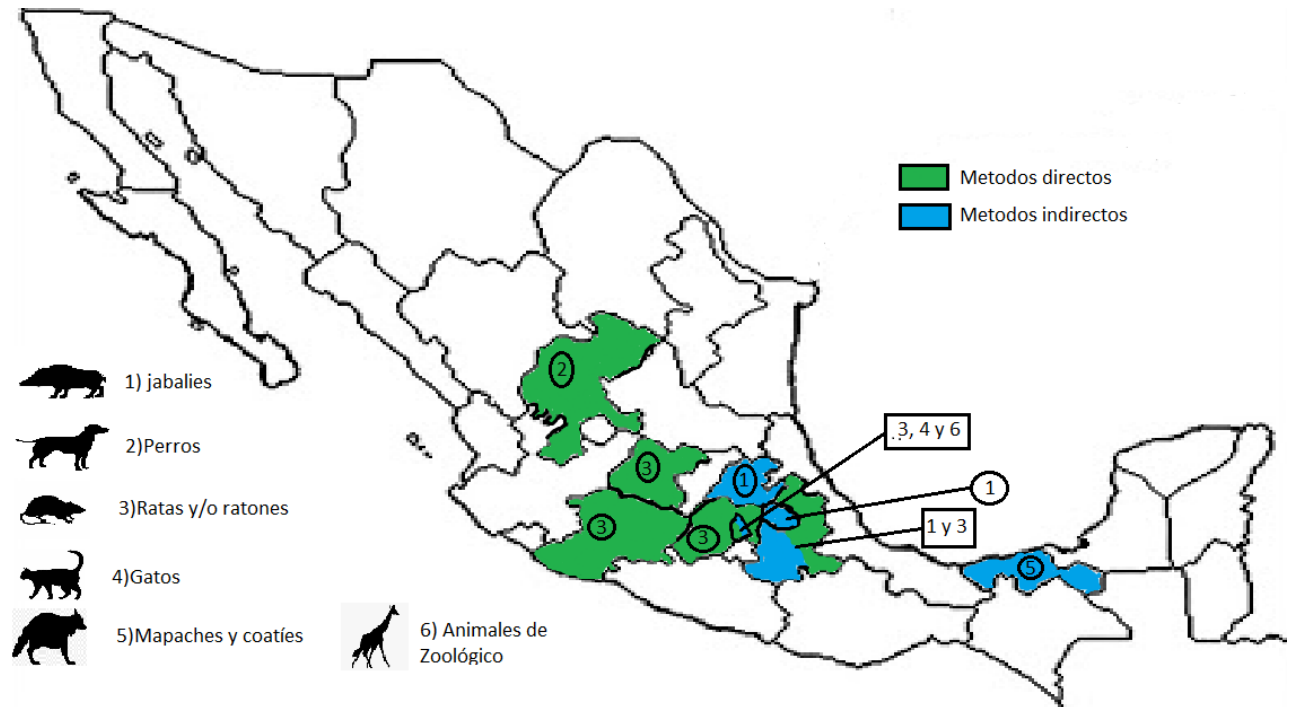 Metodos directos
Metodos indirectos
2
.3, 4 y 6
3
1
1
1) jabalies
2)Perros
3
3
1 y 3
3)Ratas y/o ratones
5
4)Gatos
5)Mapaches y coatíes
6) Animales de
Zoológico